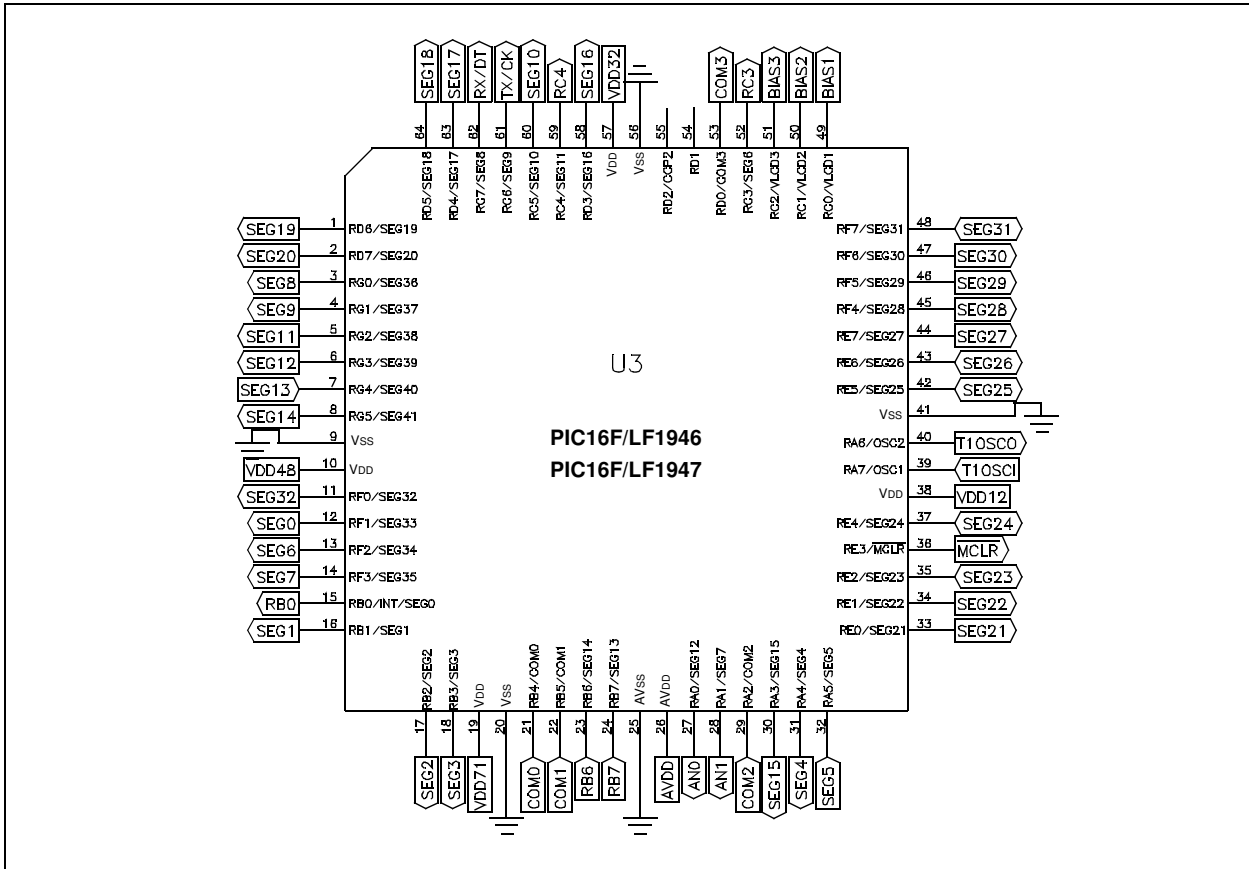 SEG18 SEG17 RX/DT TX/CK SEG10 RC4 SEG16 VDD32 COM3 RC3 BIAS3 BIAS2 BIAS1
64 63 62 61 60 59 58 57 56 55 54 53 52 51 50 49
RD5/SEG18 RD4/SEG17 RC7/SEG8 RC6/SEG9 RC5/SEG10 RC4/SEG11 RD3/SEG16 VDD VSS RD2/CCP2 RD1 RD0/COM3 RC3/SEG6 RC2/VLCD3 RC1/VLCD2 RC0/VLCD1
SEG19 1 RD6/SEG19 RF7/SEG31 48 SEG31
SEG20 2 RD7/SEG20 RF6/SEG30 47 SEG30
SEG8 3 RG0/SEG36 RF5/SEG29 46 SEG29
SEG9 4 RG1/SEG37 RF4/SEG28 45 SEG28
SEG11 5 RG2/SEG38 RE7/SEG27 44 SEG27
SEG12 6 RG3/SEG39 RE6/SEG26 43 SEG26
SEG13 7 RG4/SEG40 RE5/SEG25 42 SEG25
SEG14 8 RG5/SEG41 VSS 41
9 VSS RA6/OSC2 40 T1OSCO
VDD48 10 VDD RA7/OSC1 39 T1OSCI
SEG32 11 RF0/SEG32 VDD 38 VDD12
SEG0 12 RF1/SEG33 RE4/SEG24 37 SEG24
SEG6 13 RF2/SEG34 RE3/MCLR 36 MCLR
SEG7 14 RF3/SEG35 RE2/SEG23 35 SEG23
RB0 15 RB0/INT/SEG0 RE1/SEG22 34 SEG22
SEG1 16 RB1/SEG1 RE0/SEG21 33 SEG21
U3
PIC16F/LF1946
PIC16F/LF1947
RB2/SEG2 RB3/SEG3 VDD VSS RB4/COM0 RB5/COM1 RB6/SEG14 RB7/SEG13 AVSS AVDD RA0/SEG12 RA1/SEG7 RA2/COM2 RA3/SEG15 RA4/SEG4 RA5/SEG5
17 18 19 20 21 22 23 24 25 26 27 28 29 30 31 32
SEG2 SEG3 VDD71 COM0 COM1 RB6 RB7 AVDD AN0 AN1 COM2 SEG15 SEG4 SEG5